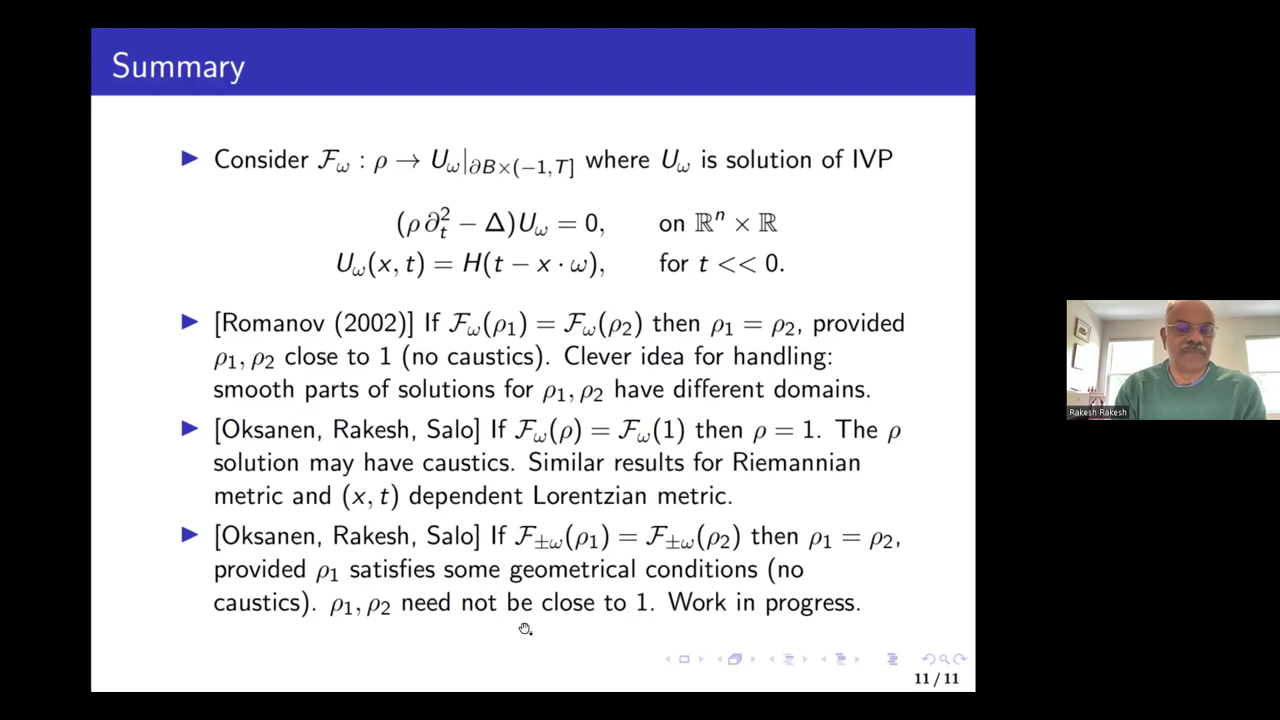 Summary
▶ Consider 𝓕_ω : ρ → U_ω|_{∂B×(−1,T]} where U_ω is solution of IVP
(ρ ∂_t^2 − Δ)U_ω = 0, on ℝ^n × ℝ
U_ω(x, t) = H(t − x · ω), for t << 0.
▶ [Romanov (2002)] If 𝓕_ω(ρ_1) = 𝓕_ω(ρ_2) then ρ_1 = ρ_2, provided
ρ_1, ρ_2 close to 1 (no caustics). Clever idea for handling:
smooth parts of solutions for ρ_1, ρ_2 have different domains.
▶ [Oksanen, Rakesh, Salo] If 𝓕_ω(ρ) = 𝓕_ω(1) then ρ = 1. The ρ
solution may have caustics. Similar results for Riemannian
metric and (x, t) dependent Lorentzian metric.
▶ [Oksanen, Rakesh, Salo] If 𝓕_{±ω}(ρ_1) = 𝓕_{±ω}(ρ_2) then ρ_1 = ρ_2,
provided ρ_1 satisfies some geometrical conditions (no
caustics). ρ_1, ρ_2 need not be close to 1. Work in progress.
11 / 11
Rakesh Rakesh